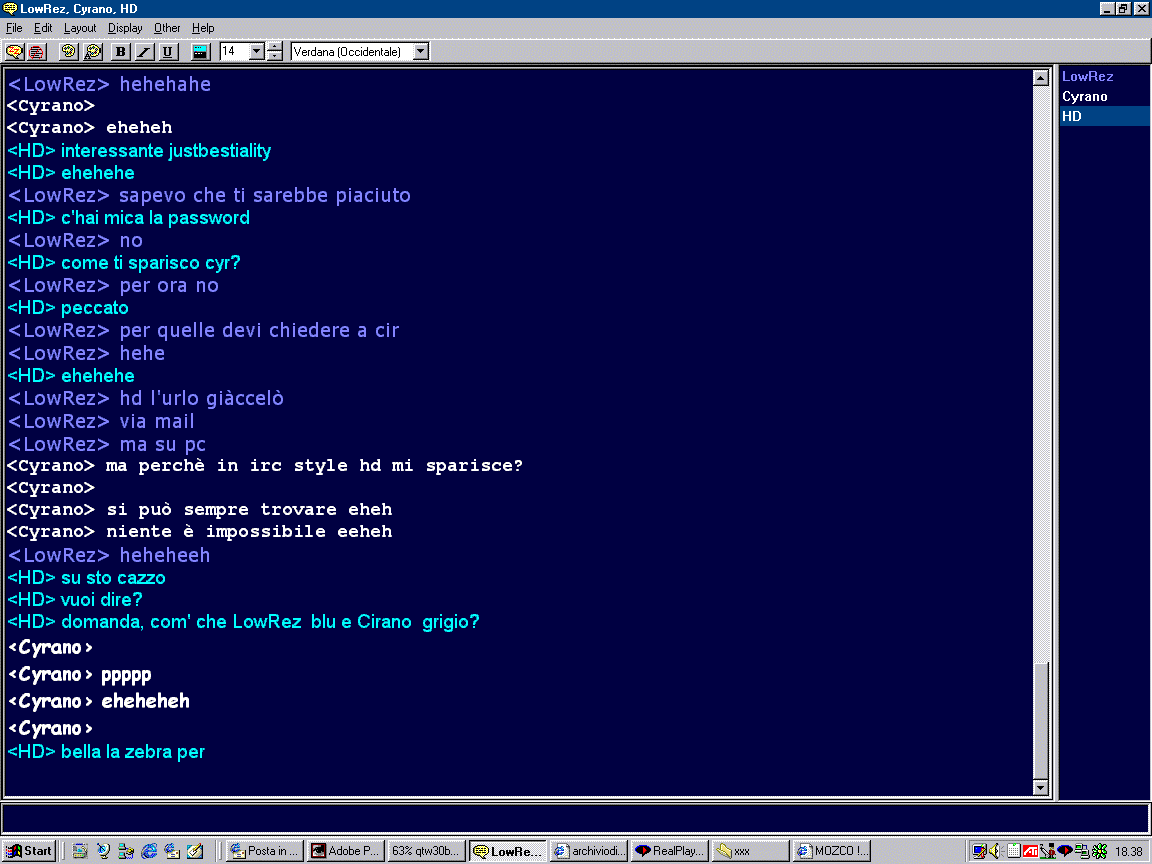 LowRez, Cyrano, HD
File Edit Layout Display Other Help
B I U 14 Verdana (Occidentale)
<LowRez> hehehahe
<Cyrano>
<Cyrano> eheheh
<HD> interessante justbestiality
<HD> ehehehe
<LowRez> sapevo che ti sarebbe piaciuto
<HD> c'hai mica la password
<LowRez> no
<HD> come ti sparisco cyr?
<LowRez> per ora no
<HD> peccato
<LowRez> per quelle devi chiedere a cir
<LowRez> hehe
<HD> ehehehe
<LowRez> hd l'urlo giàccelò
<LowRez> via mail
<LowRez> ma su pc
<Cyrano> ma perchè in irc style hd mi sparisce?
<Cyrano>
<Cyrano> si può sempre trovare eheh
<Cyrano> niente è impossibile eeheh
<LowRez> heheheeh
<HD> su sto cazzo
<HD> vuoi dire?
<HD> domanda, com' che LowRez  blu e Cirano  grigio?
<Cyrano>
<Cyrano> ppppp
<Cyrano> eheheheh
<Cyrano>
<HD> bella la zebra per
LowRez
Cyrano
HD
Start Posta in ... Adobe P... 63% qtw30b... LowRe... archiviodi... RealPlay... xxx MOZCO !... ATI 18.38